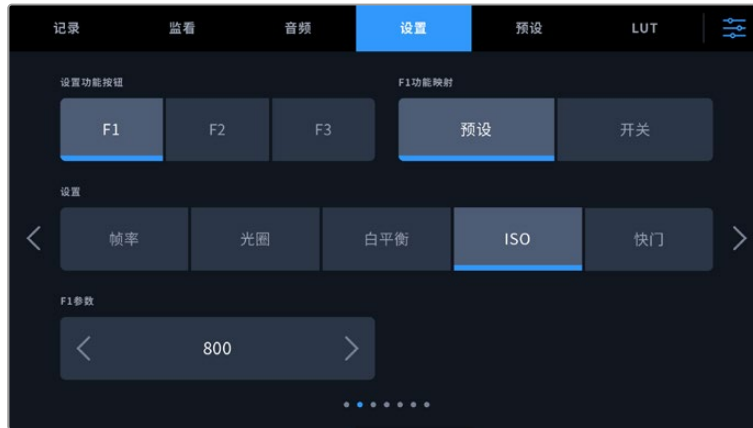 记录 监看 音频 设置 预设 LUT
设置功能按钮 F1功能映射
F1 F2 F3 预设 开关
设置
帧率 光圈 白平衡 ISO 快门
F1参数
800